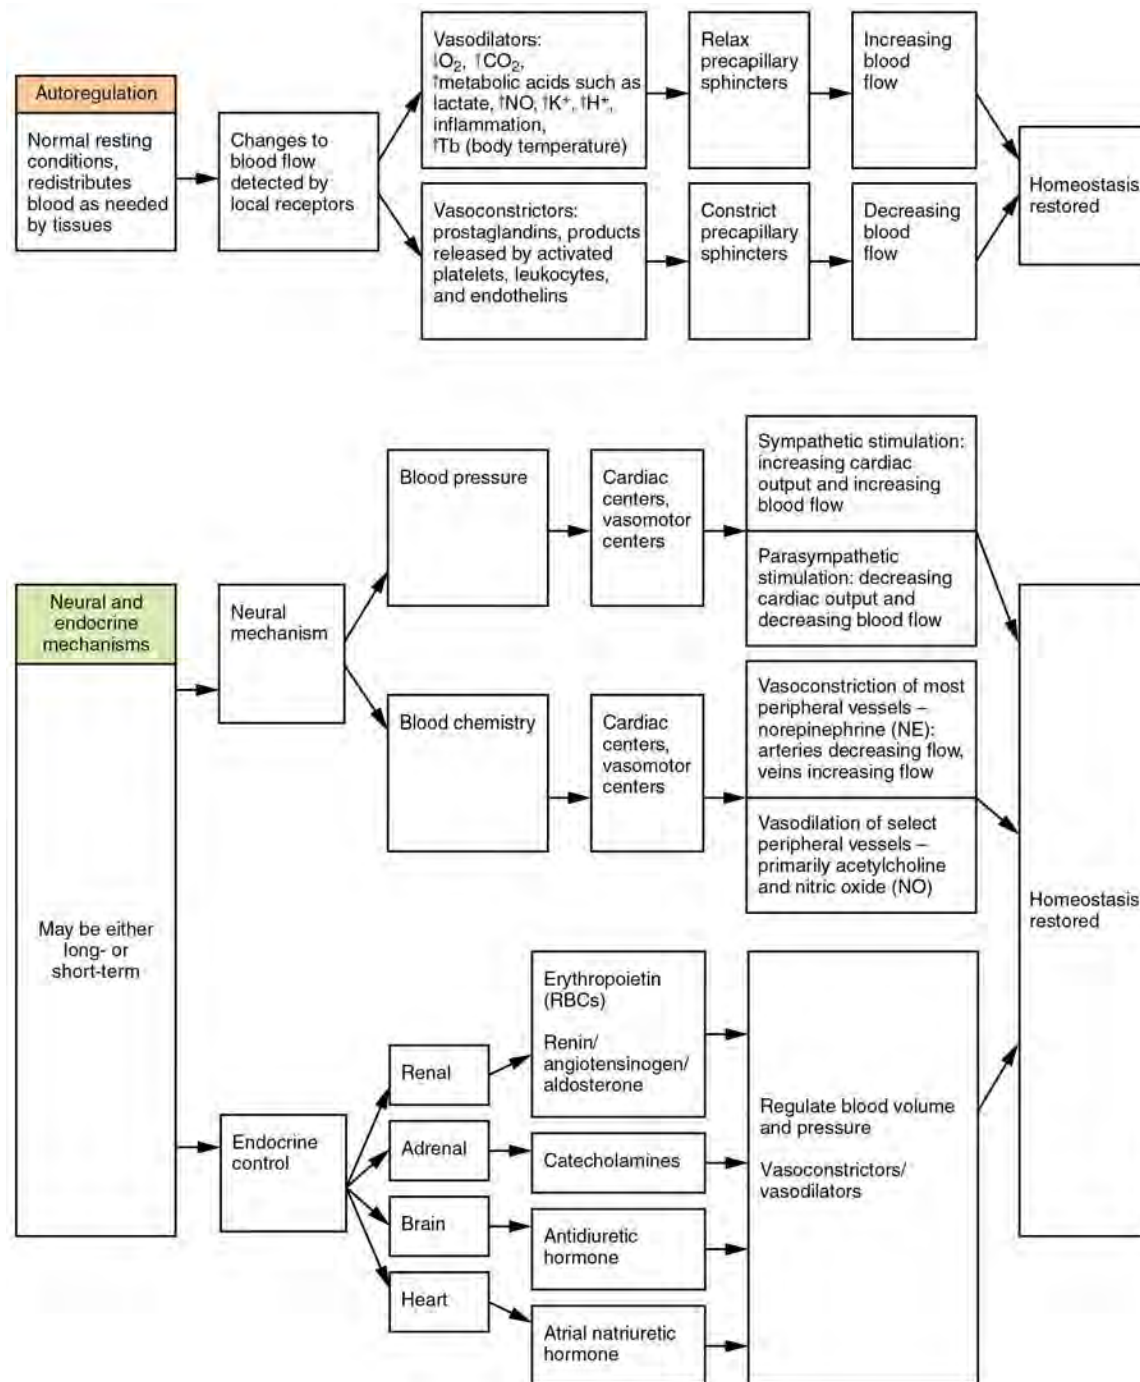 Autoregulation
Normal resting
conditions,
redistributes
blood as needed
by tissues
Changes to
blood flow
detected by
local receptors
Vasodilators:
↓O₂, ↑CO₂,
↑metabolic acids such as
lactate, ↑NO, ↑K⁺, ↑H⁺,
inflammation,
↑Tb (body temperature)
Relax
precapillary
sphincters
Increasing
blood
flow
Vasoconstrictors:
prostaglandins, products
released by activated
platelets, leukocytes,
and endothelins
Constrict
precapillary
sphincters
Decreasing
blood
flow
Homeostasis
restored
Neural and
endocrine
mechanisms
May be either
long- or
short-term
Neural
mechanism
Blood pressure
Cardiac
centers,
vasomotor
centers
Sympathetic stimulation:
increasing cardiac
output and increasing
blood flow
Parasympathetic
stimulation: decreasing
cardiac output and
decreasing blood flow
Blood chemistry
Cardiac
centers,
vasomotor
centers
Vasoconstriction of most
peripheral vessels –
norepinephrine (NE):
arteries decreasing flow,
veins increasing flow
Vasodilation of select
peripheral vessels –
primarily acetylcholine
and nitric oxide (NO)
Endocrine
control
Renal
Erythropoietin
(RBCs)
Renin/
angiotensinogen/
aldosterone
Adrenal
Catecholamines
Brain
Antidiuretic
hormone
Heart
Atrial natriuretic
hormone
Regulate blood volume
and pressure
Vasoconstrictors/
vasodilators
Homeostasis
restored